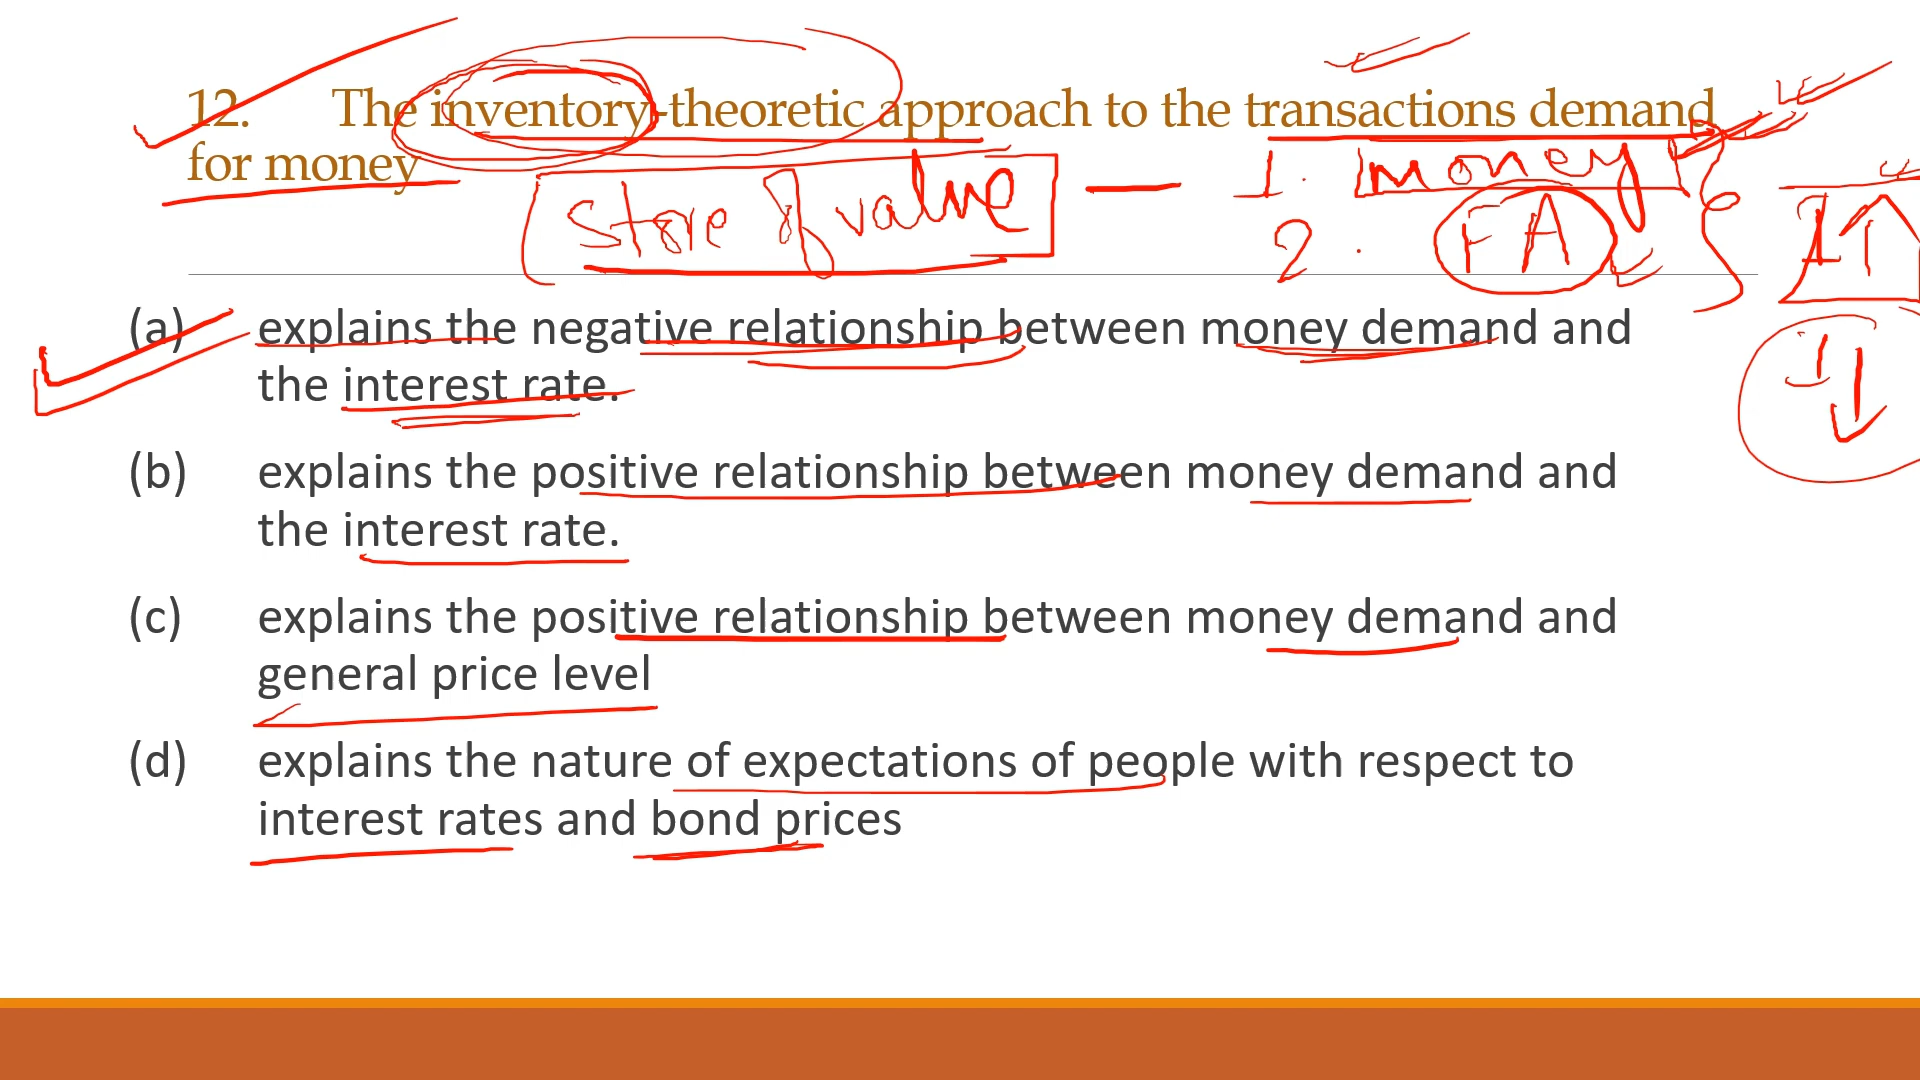 12. The inventory-theoretic approach to the transactions demand
for money
Store of value — 1. Money
2. FA
I↑
I↓
(a) explains the negative relationship between money demand and
the interest rate.
(b) explains the positive relationship between money demand and
the interest rate.
(c) explains the positive relationship between money demand and
general price level
(d) explains the nature of expectations of people with respect to
interest rates and bond prices